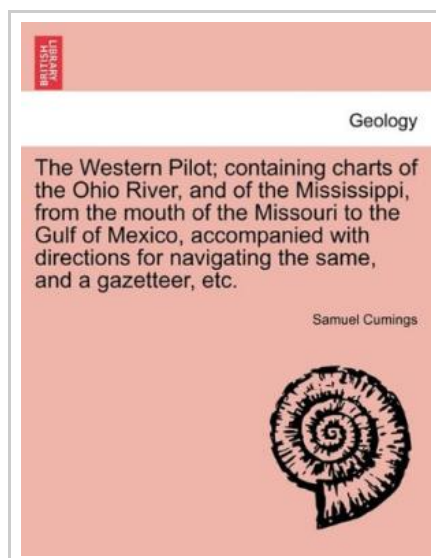 BRITISH
LIBRARY
Geology
The Western Pilot; containing charts of
the Ohio River, and of the Mississippi,
from the mouth of the Missouri to the
Gulf of Mexico, accompanied with
directions for navigating the same,
and a gazetteer, etc.
Samuel Cumings